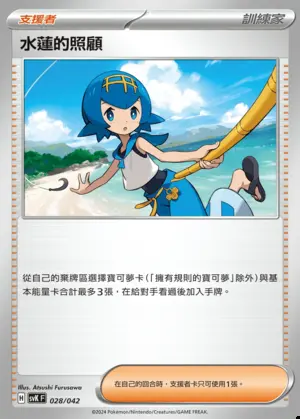 支援者 訓練家
水蓮的照顧
從自己的棄牌區選擇寶可夢卡(「擁有規則的寶可夢」除外)與基
本能量卡合計最多3張,在給對手看過後加入手牌。
Illus. Atsushi Furusawa
H svK F 028/042
在自己的回合時,支援者卡只可使用1張。
©2024 Pokémon/Nintendo/Creatures/GAME FREAK.